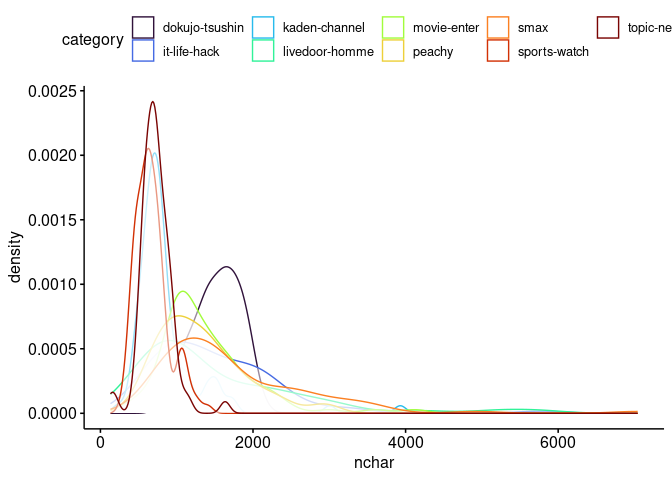 category
dokujo-tsushin kaden-channel movie-enter smax topic-ne
it-life-hack livedoor-homme peachy sports-watch
0.0025
0.0020
0.0015
0.0010
0.0005
0.0000
density
0 2000 4000 6000
nchar